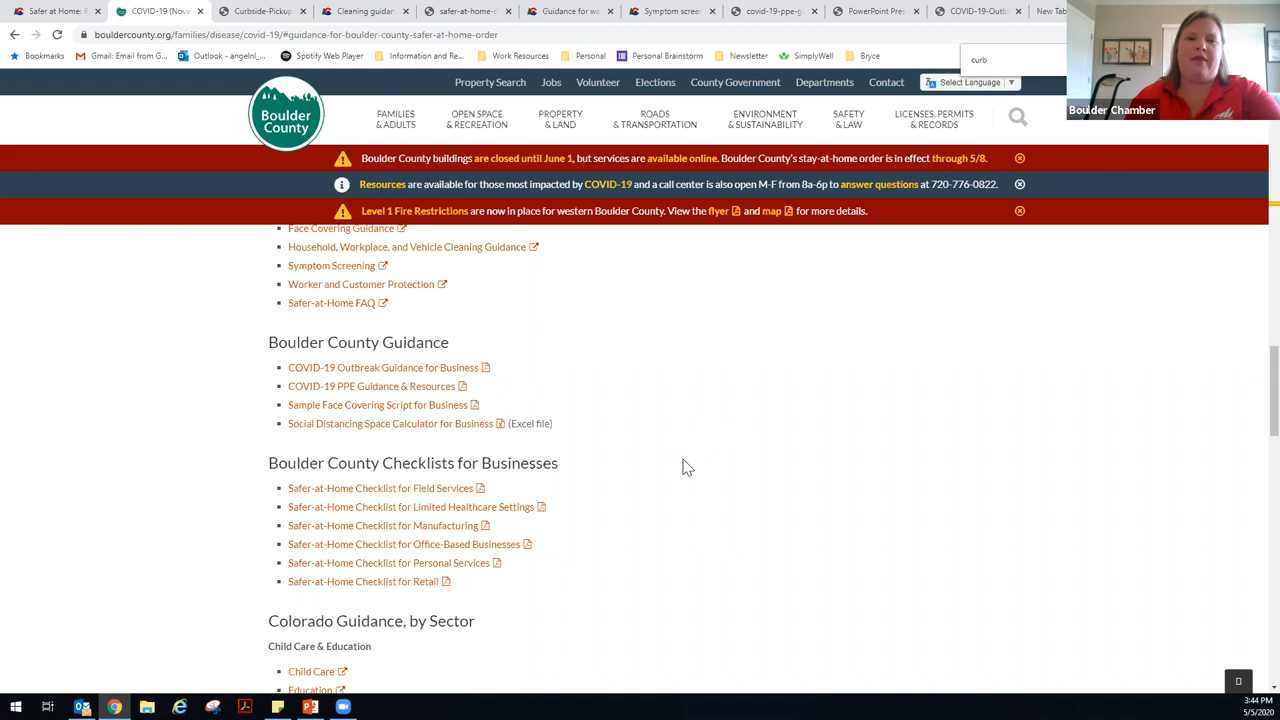 Safer at Home:
COVID-19 (Nove
Curbside-Pickup
Cleaning guidar
safer-at-home-s
Guidance for we
Symptom screer
covid-19-ppe-gu
PowerPoint Pres
COVID-19-Outb
New Tab
bouldercounty.org/families/disease/covid-19/#guidance-for-boulder-county-safer-at-home-order
Bookmarks
Gmail: Email from G...
Outlook - angelnl_...
Spotify Web Player
Information and Re...
Work Resources
Personal
Personal Brainstorm
Newsletter
SimplyWell
Bryce
curb
Boulder Chamber
Property Search Jobs Volunteer Elections County Government Departments Contact Select Language
Boulder
County
FAMILIES
& ADULTS
OPEN SPACE
& RECREATION
PROPERTY
& LAND
ROADS
& TRANSPORTATION
ENVIRONMENT
& SUSTAINABILITY
SAFETY
& LAW
LICENSES, PERMITS
& RECORDS
Boulder County buildings are closed until June 1, but services are available online. Boulder County's stay-at-home order is in effect through 5/8.
Resources are available for those most impacted by COVID-19 and a call center is also open M-F from 8a-6p to answer questions at 720-776-0822.
Level 1 Fire Restrictions are now in place for western Boulder County. View the flyer and map for more details.
Face Covering Guidance
Household, Workplace, and Vehicle Cleaning Guidance
Symptom Screening
Worker and Customer Protection
Safer-at-Home FAQ
Boulder County Guidance
COVID-19 Outbreak Guidance for Business
COVID-19 PPE Guidance & Resources
Sample Face Covering Script for Business
Social Distancing Space Calculator for Business (Excel file)
Boulder County Checklists for Businesses
Safer-at-Home Checklist for Field Services
Safer-at-Home Checklist for Limited Healthcare Settings
Safer-at-Home Checklist for Manufacturing
Safer-at-Home Checklist for Office-Based Businesses
Safer-at-Home Checklist for Personal Services
Safer-at-Home Checklist for Retail
Colorado Guidance, by Sector
Child Care & Education
Child Care
Education
3:44 PM
5/5/2020